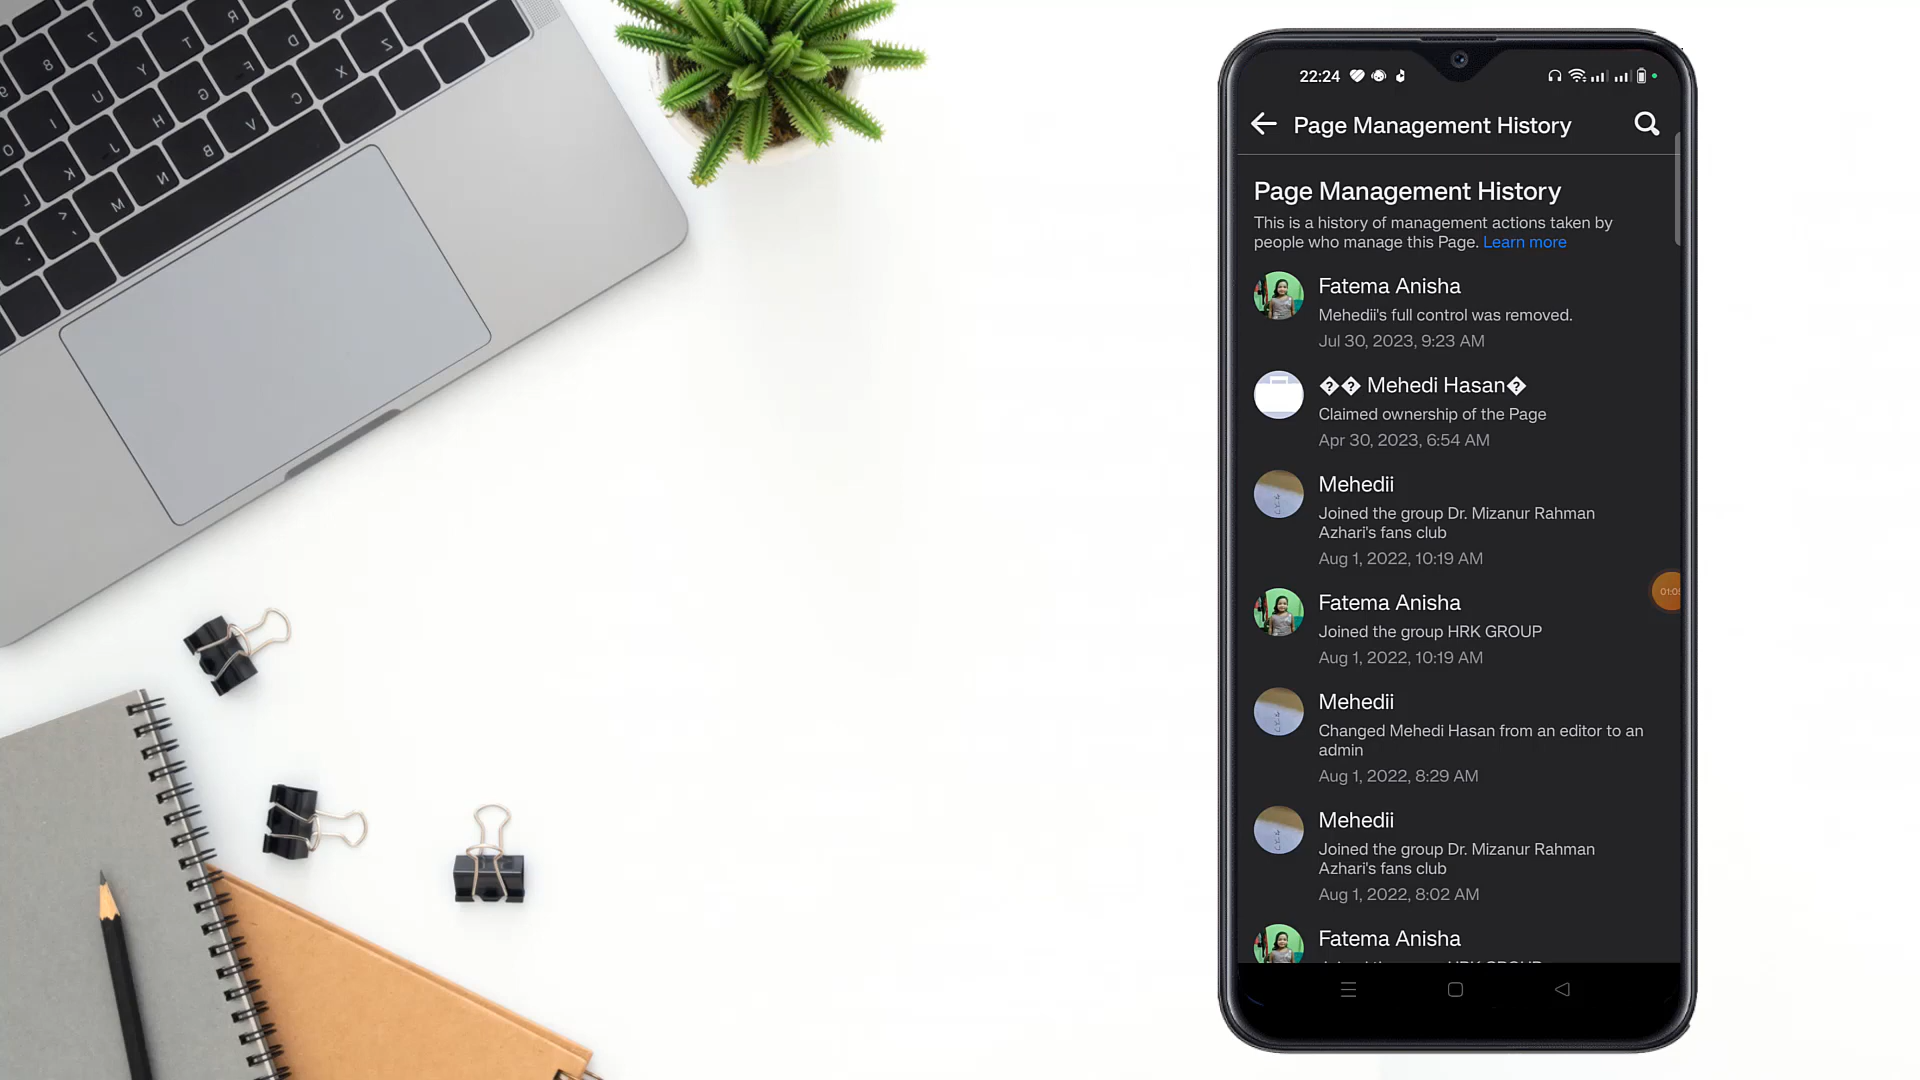 22:24
Page Management History
Page Management History
This is a history of management actions taken by
people who manage this Page. Learn more
Fatema Anisha
Mehedii's full control was removed.
Jul 30, 2023, 9:23 AM
�� Mehedi Hasan�
Claimed ownership of the Page
Apr 30, 2023, 6:54 AM
Mehedii
Joined the group Dr. Mizanur Rahman
Azhari's fans club
Aug 1, 2022, 10:19 AM
Fatema Anisha
Joined the group HRK GROUP
Aug 1, 2022, 10:19 AM
Mehedii
Changed Mehedi Hasan from an editor to an
admin
Aug 1, 2022, 8:29 AM
Mehedii
Joined the group Dr. Mizanur Rahman
Azhari's fans club
Aug 1, 2022, 8:02 AM
Fatema Anisha